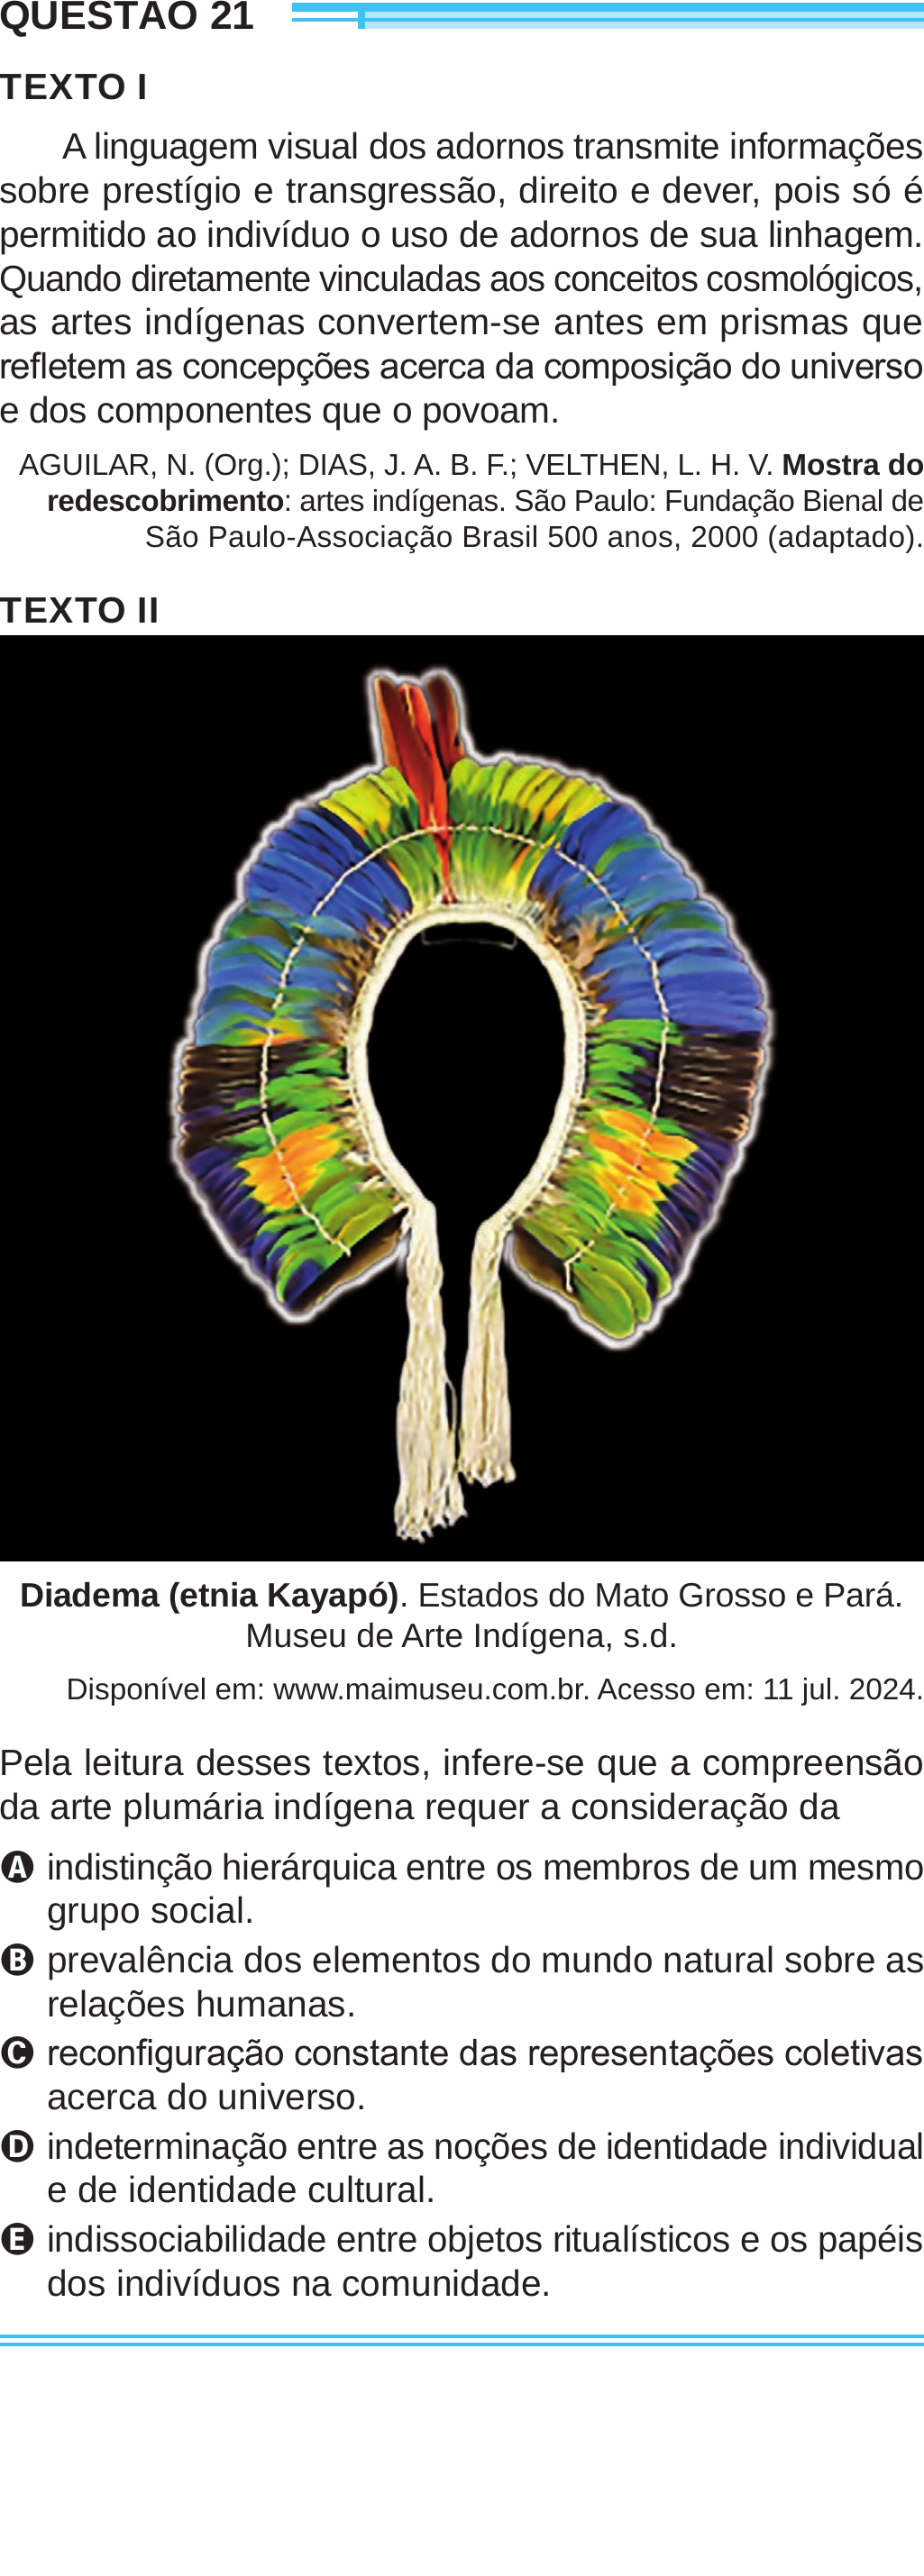 QUESTÃO 21
TEXTO I
A linguagem visual dos adornos transmite informações
sobre prestígio e transgressão, direito e dever, pois só é
permitido ao indivíduo o uso de adornos de sua linhagem.
Quando diretamente vinculadas aos conceitos cosmológicos,
as artes indígenas convertem-se antes em prismas que
refletem as concepções acerca da composição do universo
e dos componentes que o povoam.
AGUILAR, N. (Org.); DIAS, J. A. B. F.; VELTHEN, L. H. V. Mostra do
redescobrimento: artes indígenas. São Paulo: Fundação Bienal de
São Paulo-Associação Brasil 500 anos, 2000 (adaptado).
TEXTO II
Diadema (etnia Kayapó). Estados do Mato Grosso e Pará.
Museu de Arte Indígena, s.d.
Disponível em: www.maimuseu.com.br. Acesso em: 11 jul. 2024.
Pela leitura desses textos, infere-se que a compreensão
da arte plumária indígena requer a consideração da
A indistinção hierárquica entre os membros de um mesmo
grupo social.
B prevalência dos elementos do mundo natural sobre as
relações humanas.
C reconfiguração constante das representações coletivas
acerca do universo.
D indeterminação entre as noções de identidade individual
e de identidade cultural.
E indissociabilidade entre objetos ritualísticos e os papéis
dos indivíduos na comunidade.